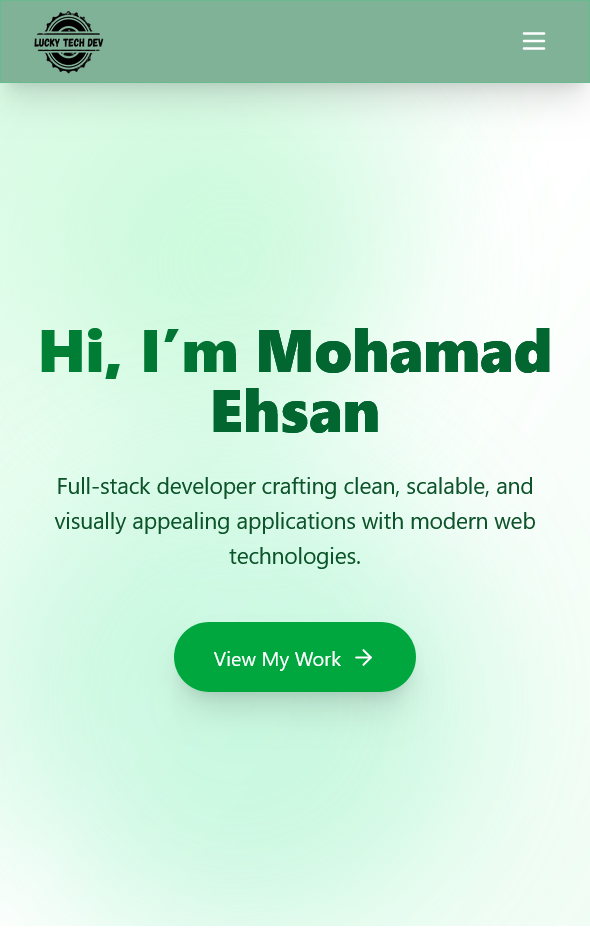 LUCKY TECH DEV
Hi, I´m Mohamad
Ehsan
Full-stack developer crafting clean, scalable, and
visually appealing applications with modern web
technologies.
View My Work